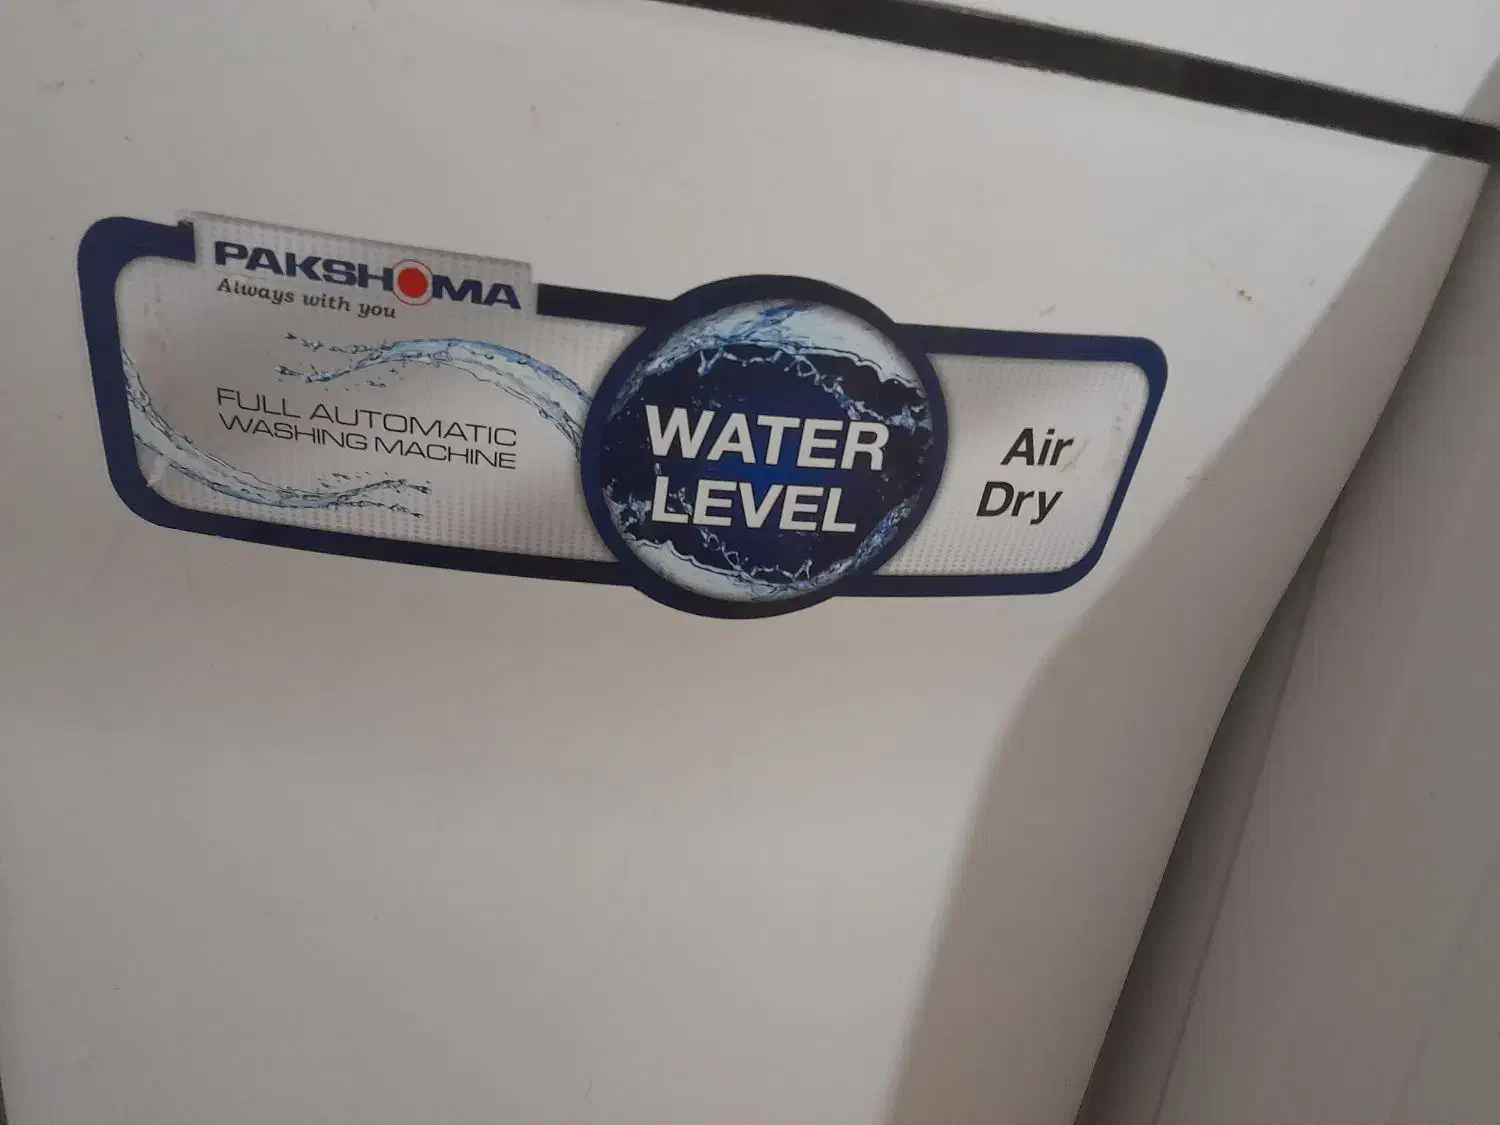 PAKSHOMA
Always with you
FULL AUTOMATIC
WASHING MACHINE
WATER
LEVEL
Air
Dry